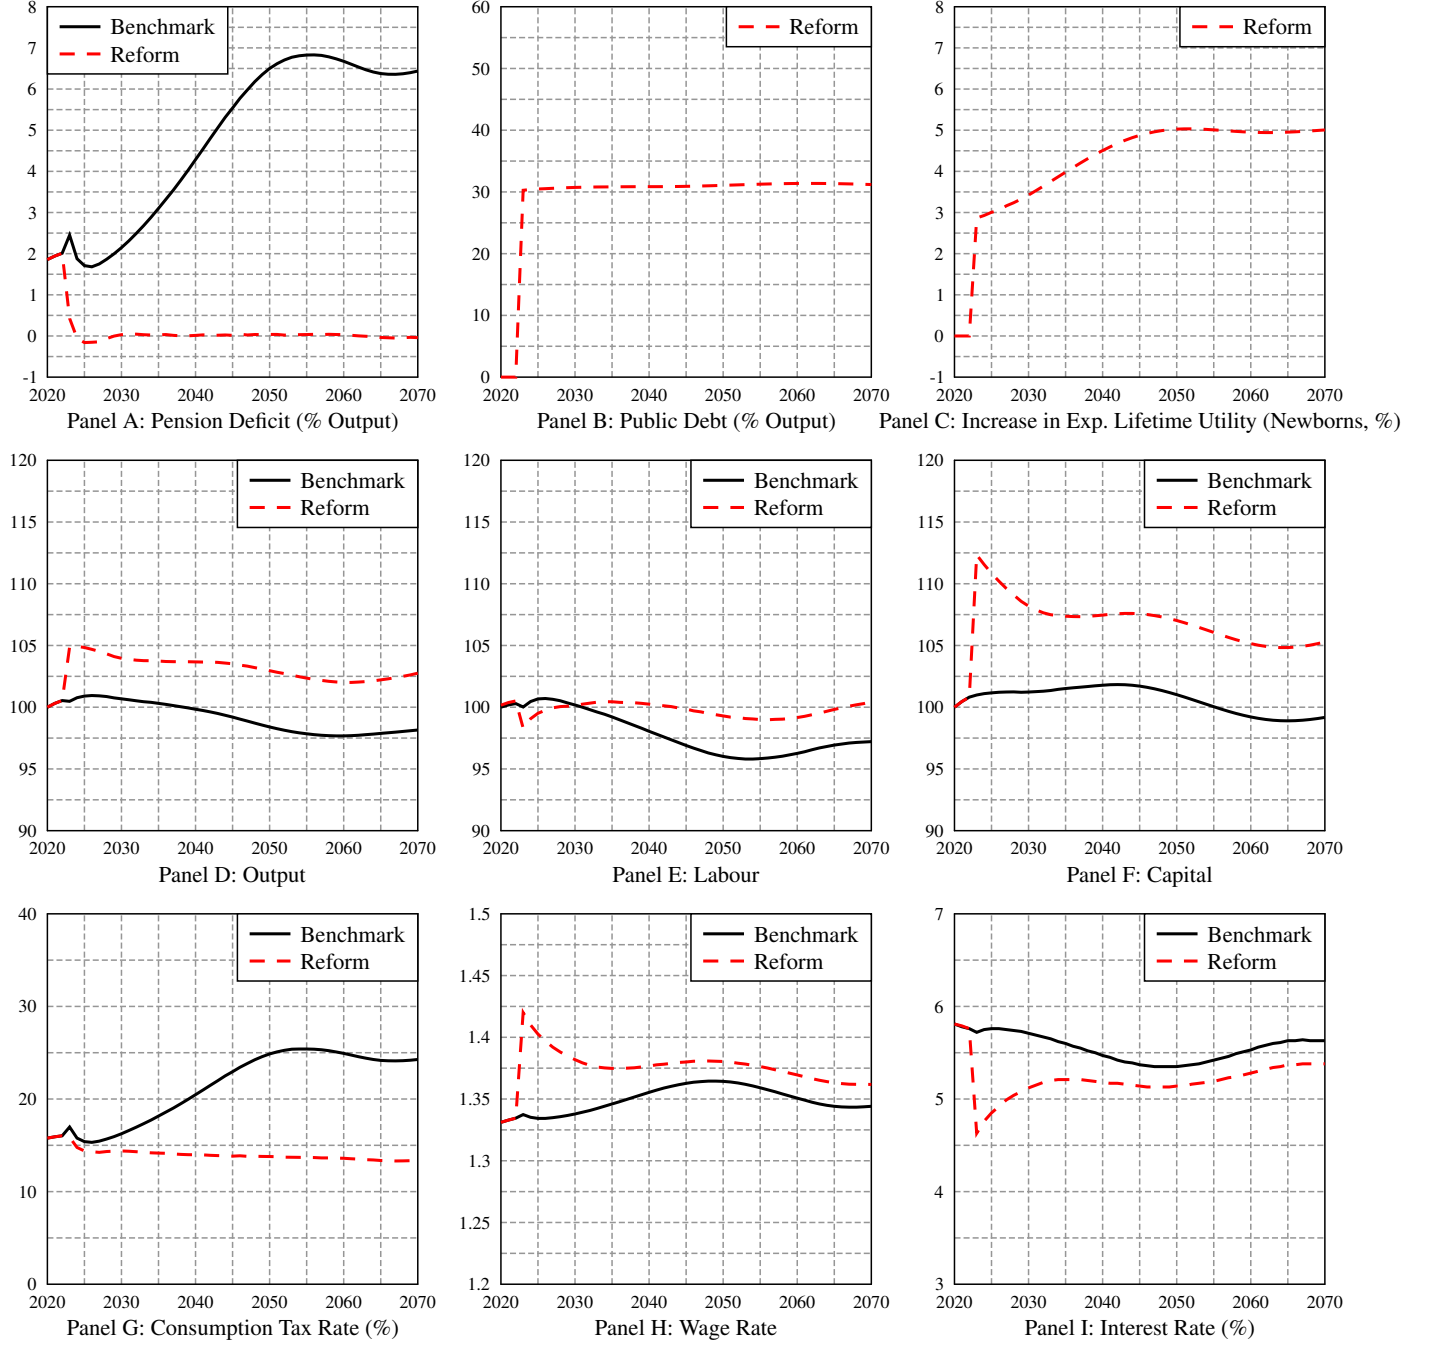 8
7
6
5
4
3
2
1
0
-1
Benchmark
Reform
2020 2030 2040 2050 2060 2070
Panel A: Pension Deficit (% Output)
60
50
40
30
20
10
0
Reform
2020 2030 2040 2050 2060 2070
Panel B: Public Debt (% Output)
8
7
6
5
4
3
2
1
0
-1
Reform
2020 2030 2040 2050 2060 2070
Panel C: Increase in Exp. Lifetime Utility (Newborns, %)
120
115
110
105
100
95
90
Benchmark
Reform
2020 2030 2040 2050 2060 2070
Panel D: Output
120
115
110
105
100
95
90
Benchmark
Reform
2020 2030 2040 2050 2060 2070
Panel E: Labour
120
115
110
105
100
95
90
Benchmark
Reform
2020 2030 2040 2050 2060 2070
Panel F: Capital
40
30
20
10
0
Benchmark
Reform
2020 2030 2040 2050 2060 2070
Panel G: Consumption Tax Rate (%)
1.5
1.45
1.4
1.35
1.3
1.25
1.2
Benchmark
Reform
2020 2030 2040 2050 2060 2070
Panel H: Wage Rate
7
6
5
4
3
Benchmark
Reform
2020 2030 2040 2050 2060 2070
Panel I: Interest Rate (%)